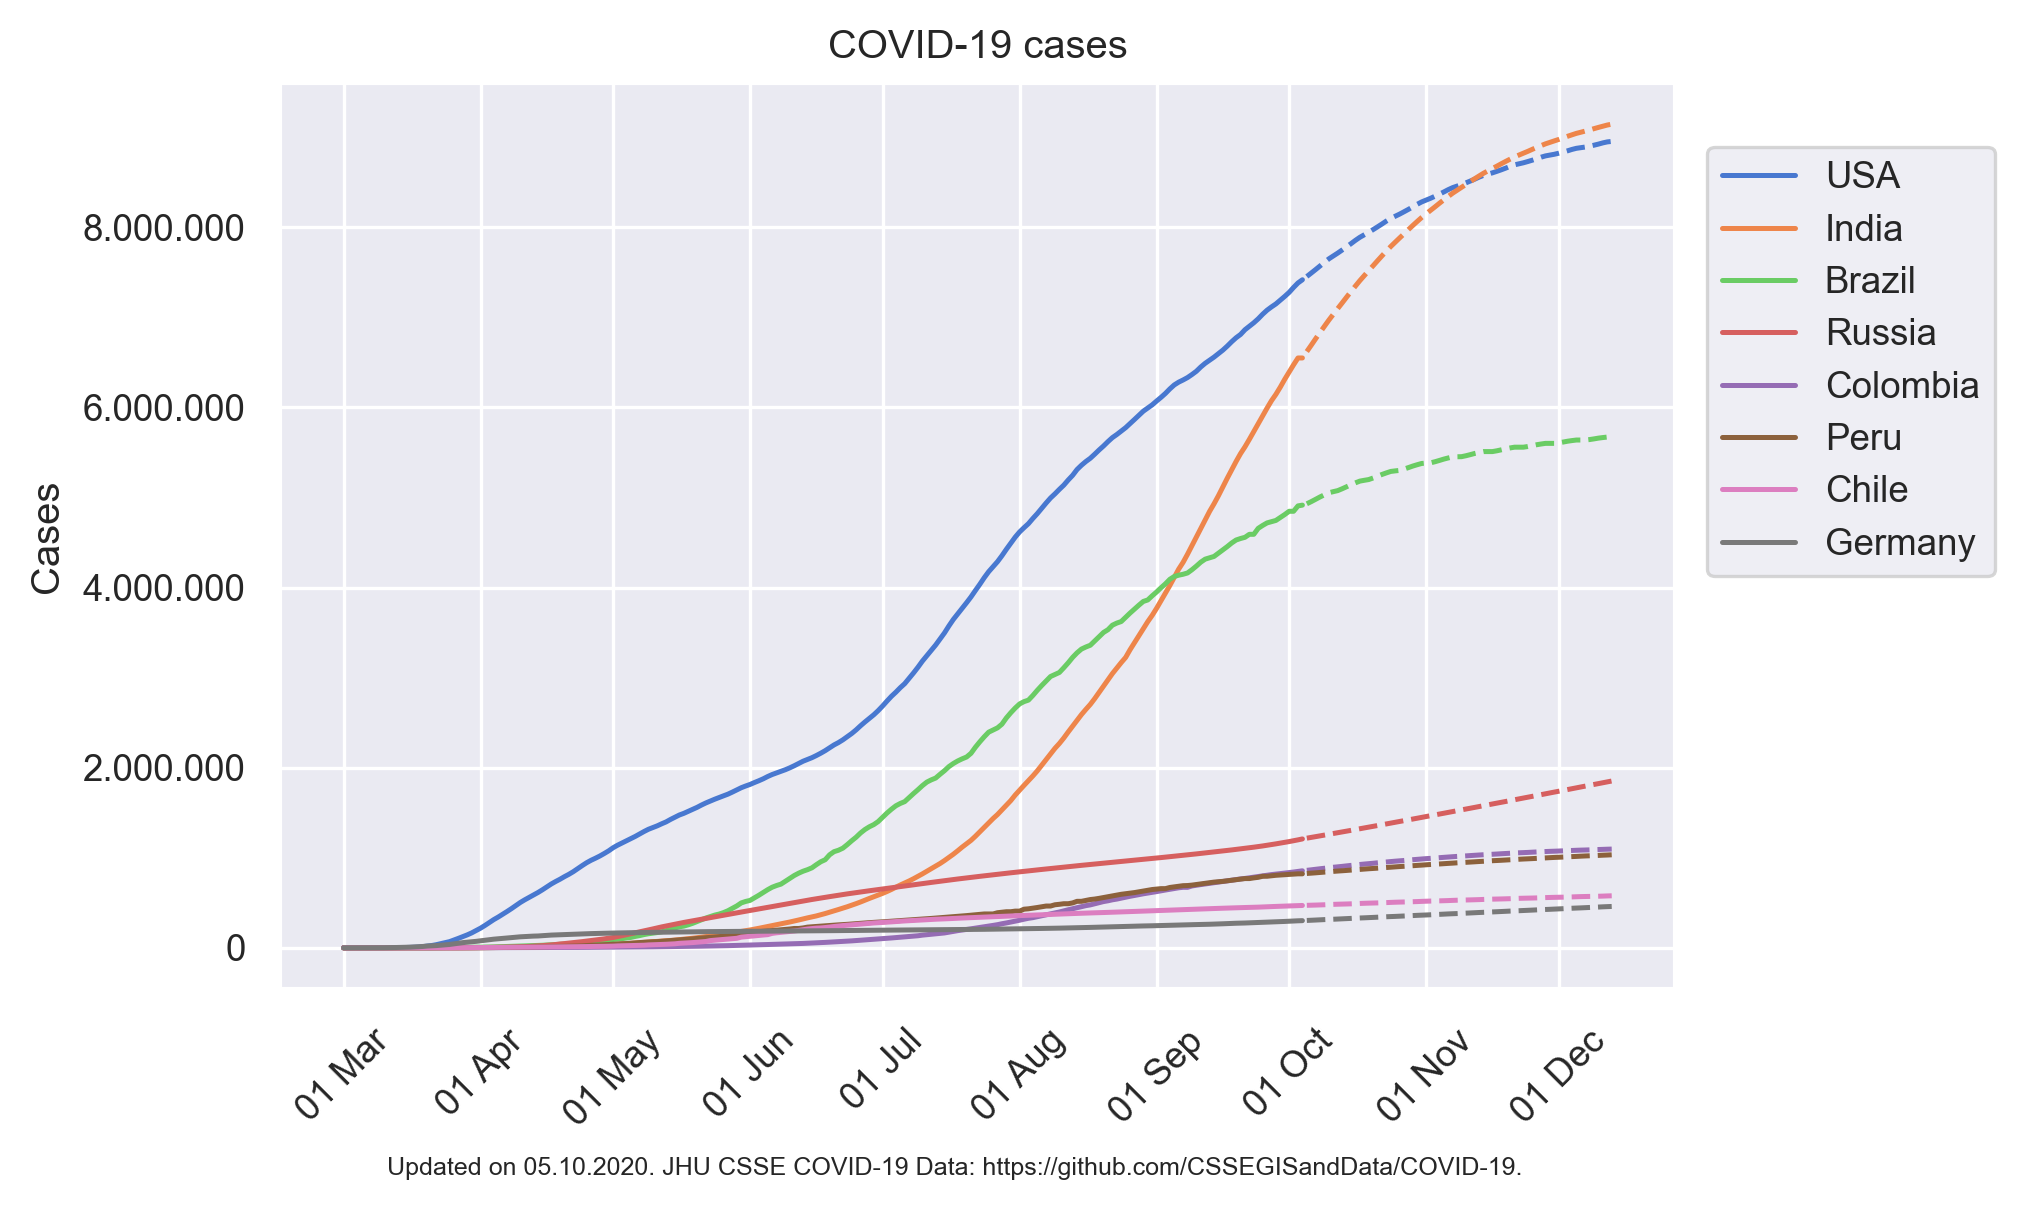 COVID-19 cases
Cases
8.000.000
6.000.000
4.000.000
2.000.000
0
01 Mar
01 Apr
01 May
01 Jun
01 Jul
01 Aug
01 Sep
01 Oct
01 Nov
01 Dec
USA
India
Brazil
Russia
Colombia
Peru
Chile
Germany
Updated on 05.10.2020. JHU CSSE COVID-19 Data: https://github.com/CSSEGISandData/COVID-19.